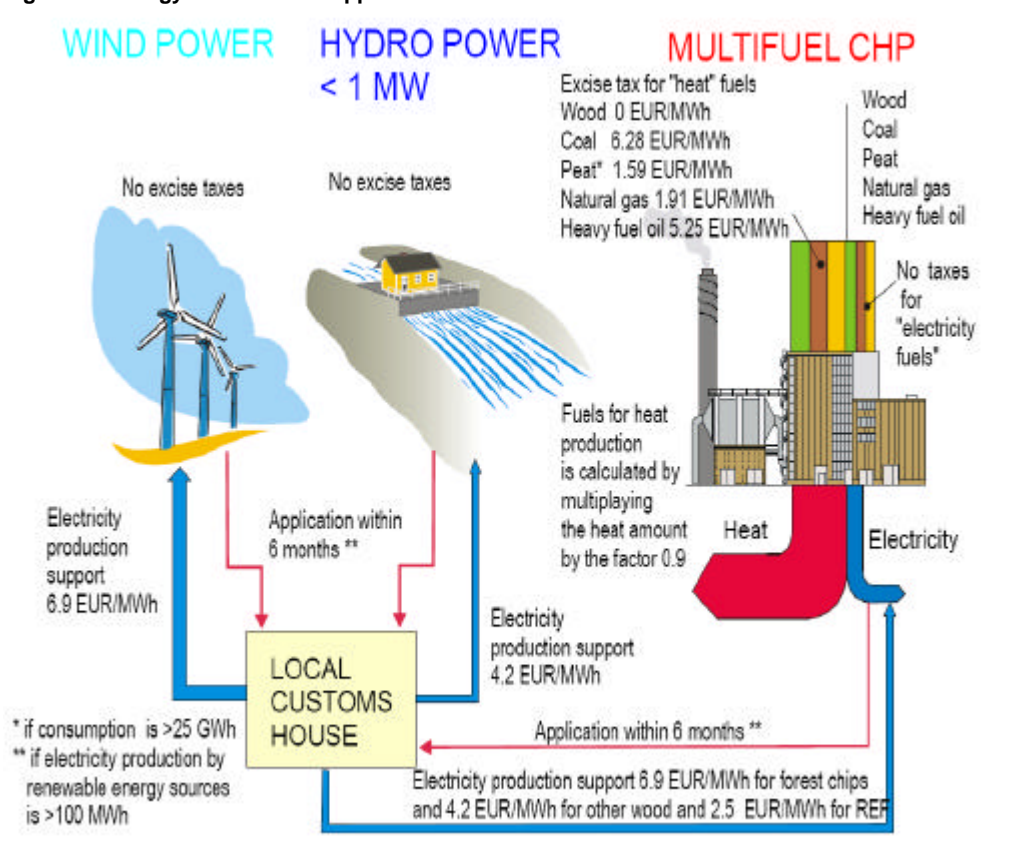 WIND POWER
HYDRO POWER
< 1 MW
MULTIFUEL CHP
No excise taxes
No excise taxes
Excise tax for "heat" fuels
Wood 0 EUR/MWh
Coal 6.28 EUR/MWh
Peat* 1.59 EUR/MWh
Natural gas 1.91 EUR/MWh
Heavy fuel oil 5.25 EUR/MWh
Wood
Coal
Peat
Natural gas
Heavy fuel oil
No taxes
for
"electricity
fuels"
Fuels for heat
production
is calculated by
multiplaying
the heat amount
by the factor 0.9
Heat
Electricity
Electricity
production
support
6.9 EUR/MWh
Application within
6 months **
Electricity
production support
4.2 EUR/MWh
LOCAL
CUSTOMS
HOUSE
* if consumption is >25 GWh
** if electricity production by
renewable energy sources
is >100 MWh
Application within 6 months **
Electricity production support 6.9 EUR/MWh for forest chips
and 4.2 EUR/MWh for other wood and 2.5 EUR/MWh for REF